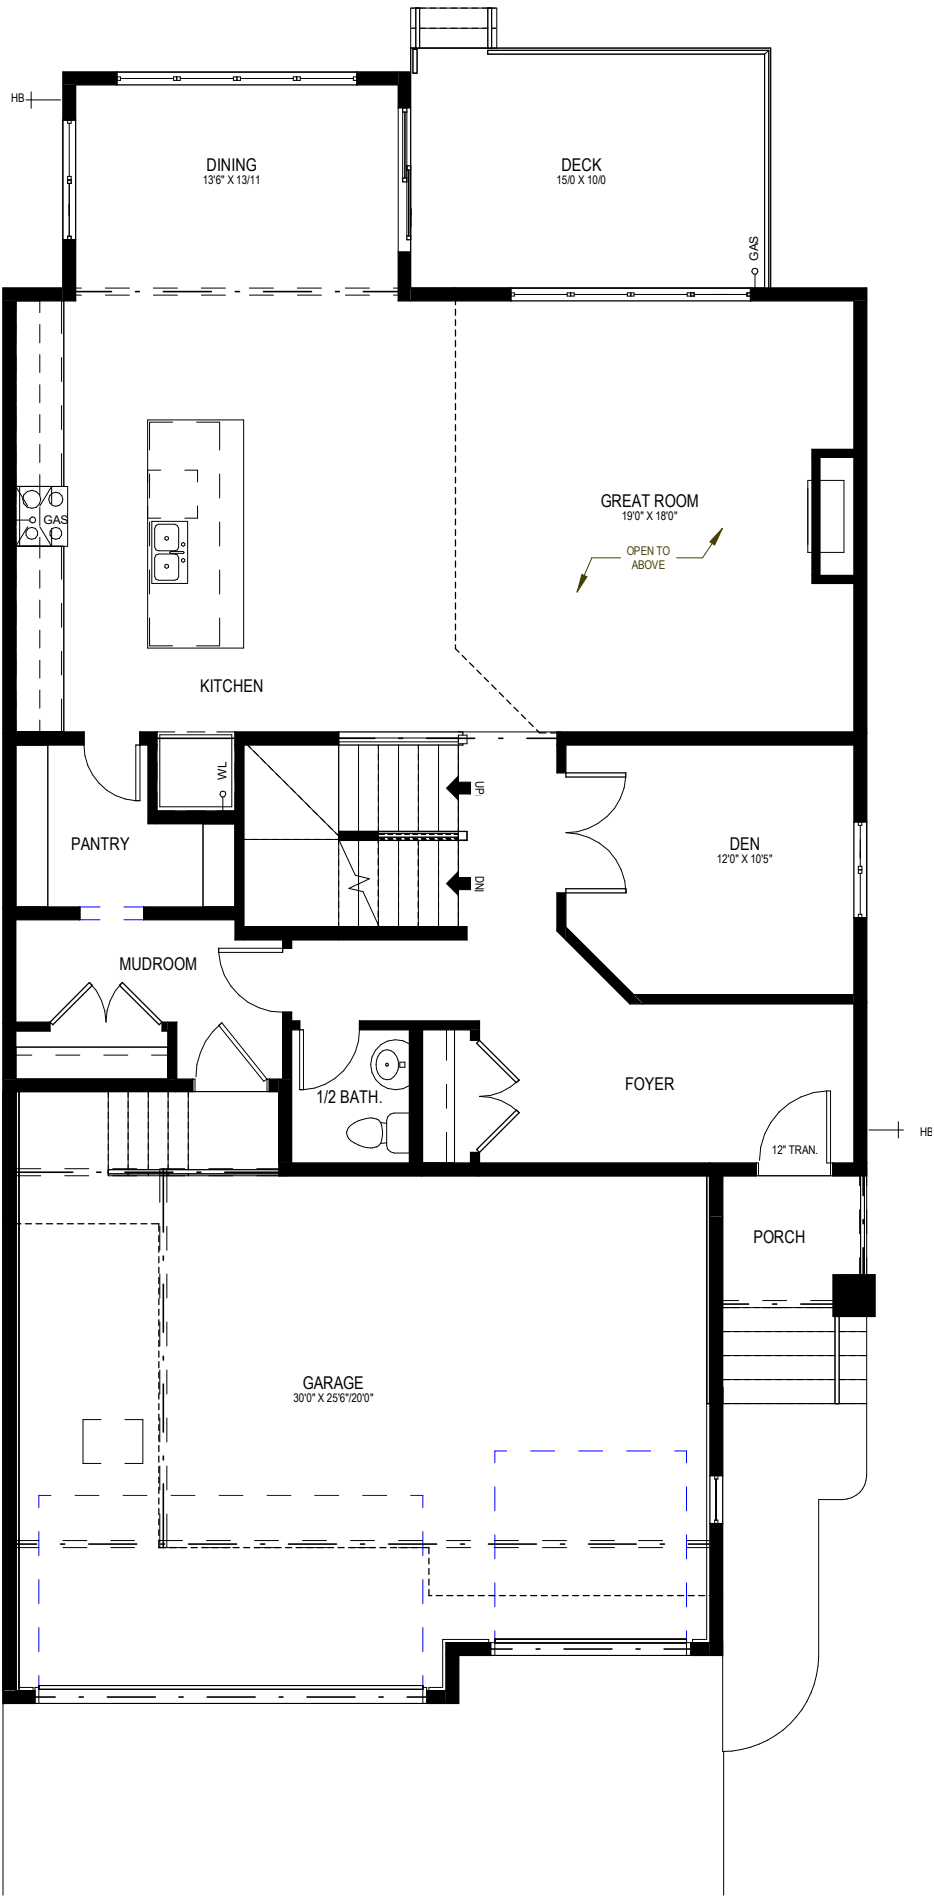 HB
DINING
13'6" X 13/11
DECK
15/0 X 10/0
GAS
GAS
GREAT ROOM
19'0" X 18'0"
OPEN TO
ABOVE
KITCHEN
WL
UP
PANTRY
DEN
12'0" X 10'5"
DN
MUDROOM
1/2 BATH.
FOYER
HB
12" TRAN.
PORCH
GARAGE
30'0" X 25'6"/20'0"